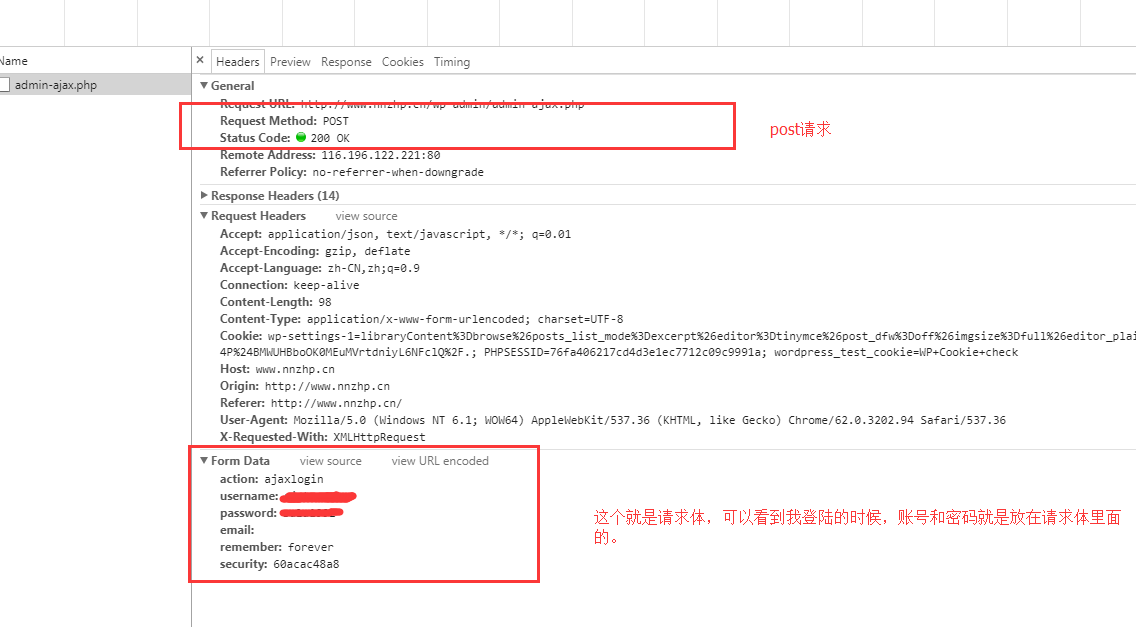 Name
× Headers Preview Response Cookies Timing
admin-ajax.php
▼ General
Request URL: http://www.nnzhp.cn/wp-admin/admin-ajax.php
Request Method: POST
Status Code: 200 OK
post请求
Remote Address: 116.196.122.221:80
Referrer Policy: no-referrer-when-downgrade
▶ Response Headers (14)
▼ Request Headers view source
Accept: application/json, text/javascript, */*; q=0.01
Accept-Encoding: gzip, deflate
Accept-Language: zh-CN,zh;q=0.9
Connection: keep-alive
Content-Length: 98
Content-Type: application/x-www-form-urlencoded; charset=UTF-8
Cookie: wp-settings-1=libraryContent%3Dbrowse%26posts_list_mode%3Dexcerpt%26editor%3Dtinymce%26post_dfw%3Doff%26imgsize%3Dfull%26editor_plai
4P%24BMWUHBboOK0MEuMVrtdniyL6NFclQ%2F.; PHPSESSID=76fa406217cd4d3e1ec7712c09c9991a; wordpress_test_cookie=WP+Cookie+check
Host: www.nnzhp.cn
Origin: http://www.nnzhp.cn
Referer: http://www.nnzhp.cn/
User-Agent: Mozilla/5.0 (Windows NT 6.1; WOW64) AppleWebKit/537.36 (KHTML, like Gecko) Chrome/62.0.3202.94 Safari/537.36
X-Requested-With: XMLHttpRequest
▼ Form Data view source view URL encoded
action: ajaxlogin
username:
password:
email:
remember: forever
security: 60acac48a8
这个就是请求体，可以看到我登陆的时候，账号和密码就是放在请求体里面
的。